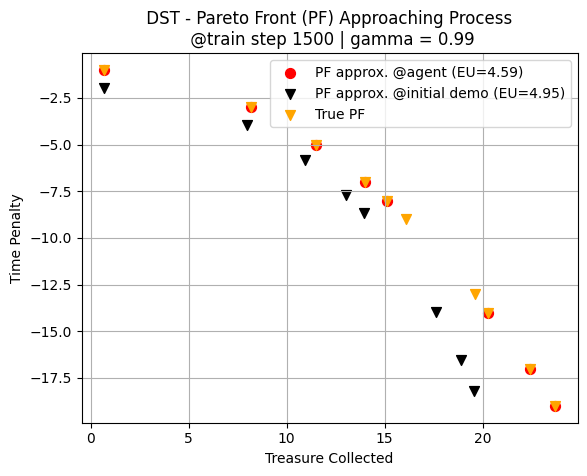 DST - Pareto Front (PF) Approaching Process
@train step 1500 | gamma = 0.99
PF approx. @agent (EU=4.59)
PF approx. @initial demo (EU=4.95)
True PF
Time Penalty
−2.5
−5.0
−7.5
−10.0
−12.5
−15.0
−17.5
0 5 10 15 20
Treasure Collected